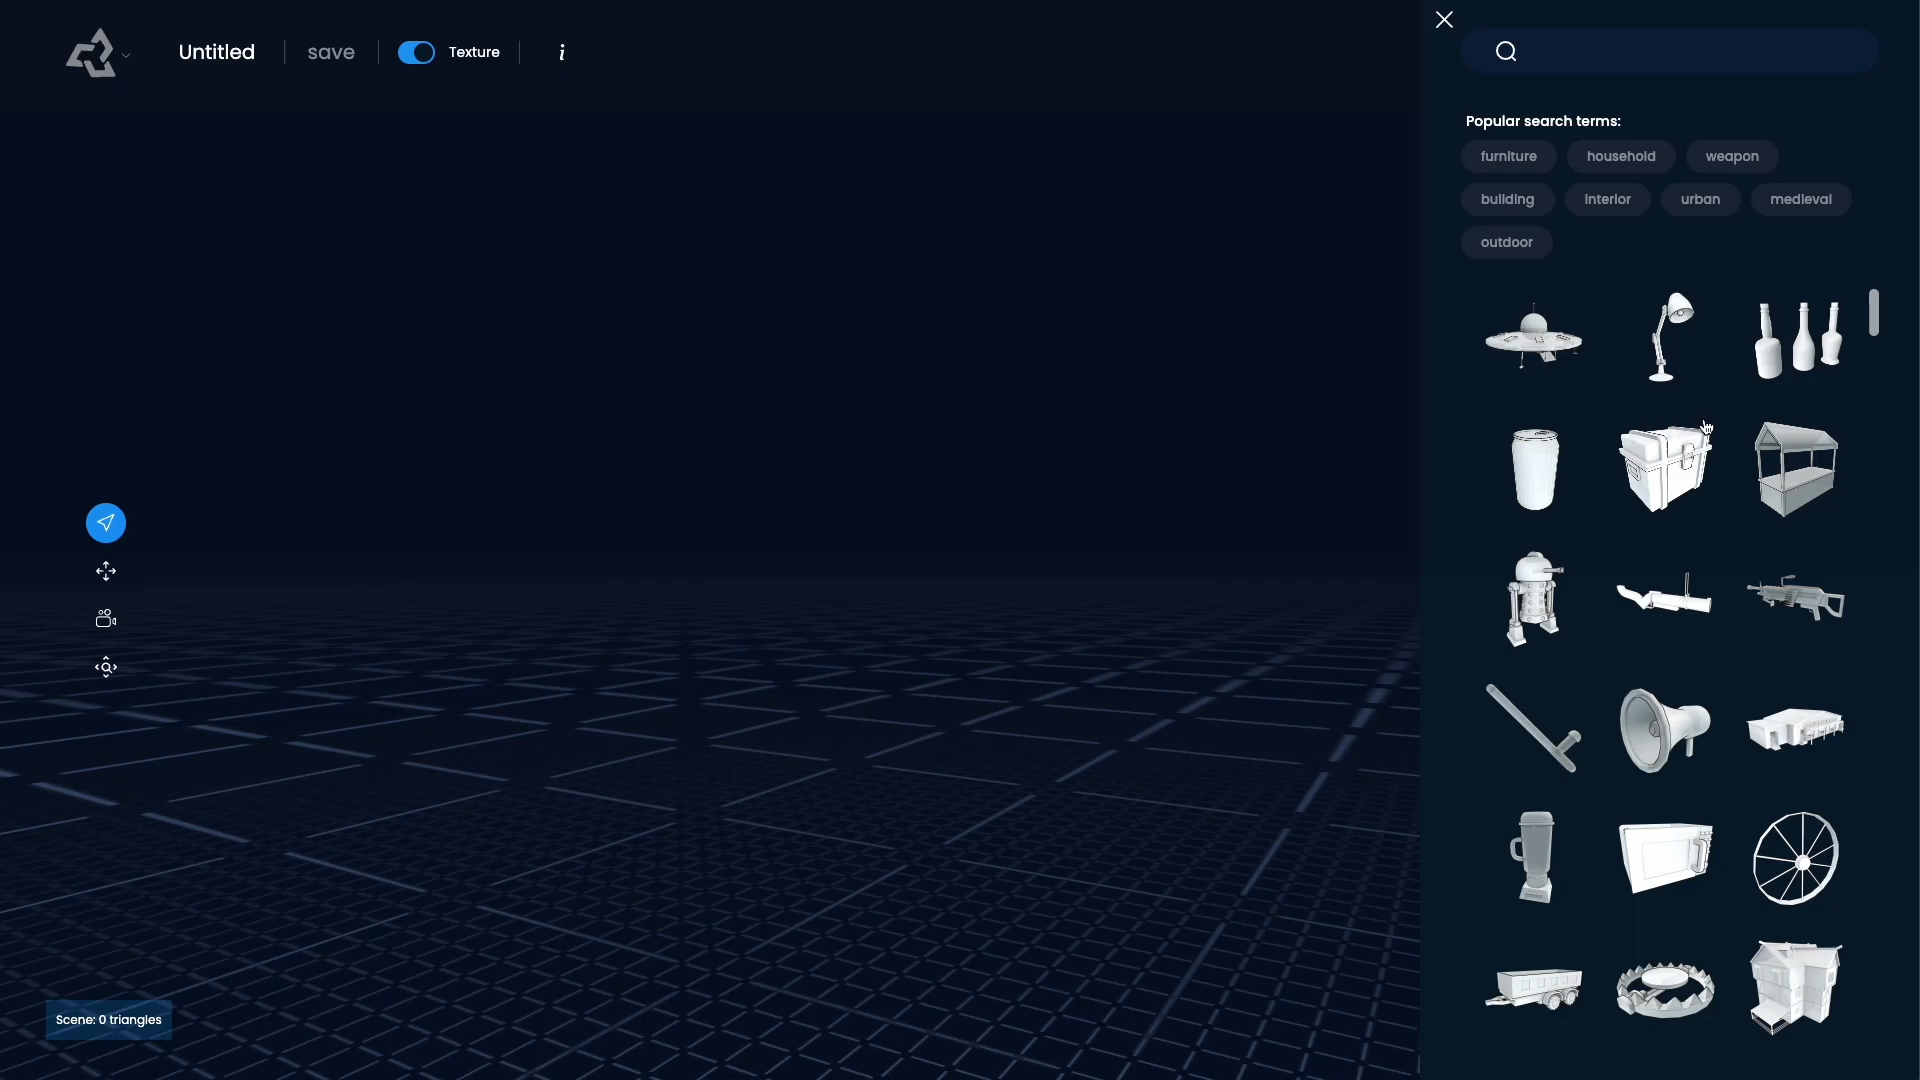 Untitled
save
Texture
i
Popular search terms:
furniture
household
weapon
building
interior
urban
medieval
outdoor
Scene: 0 triangles